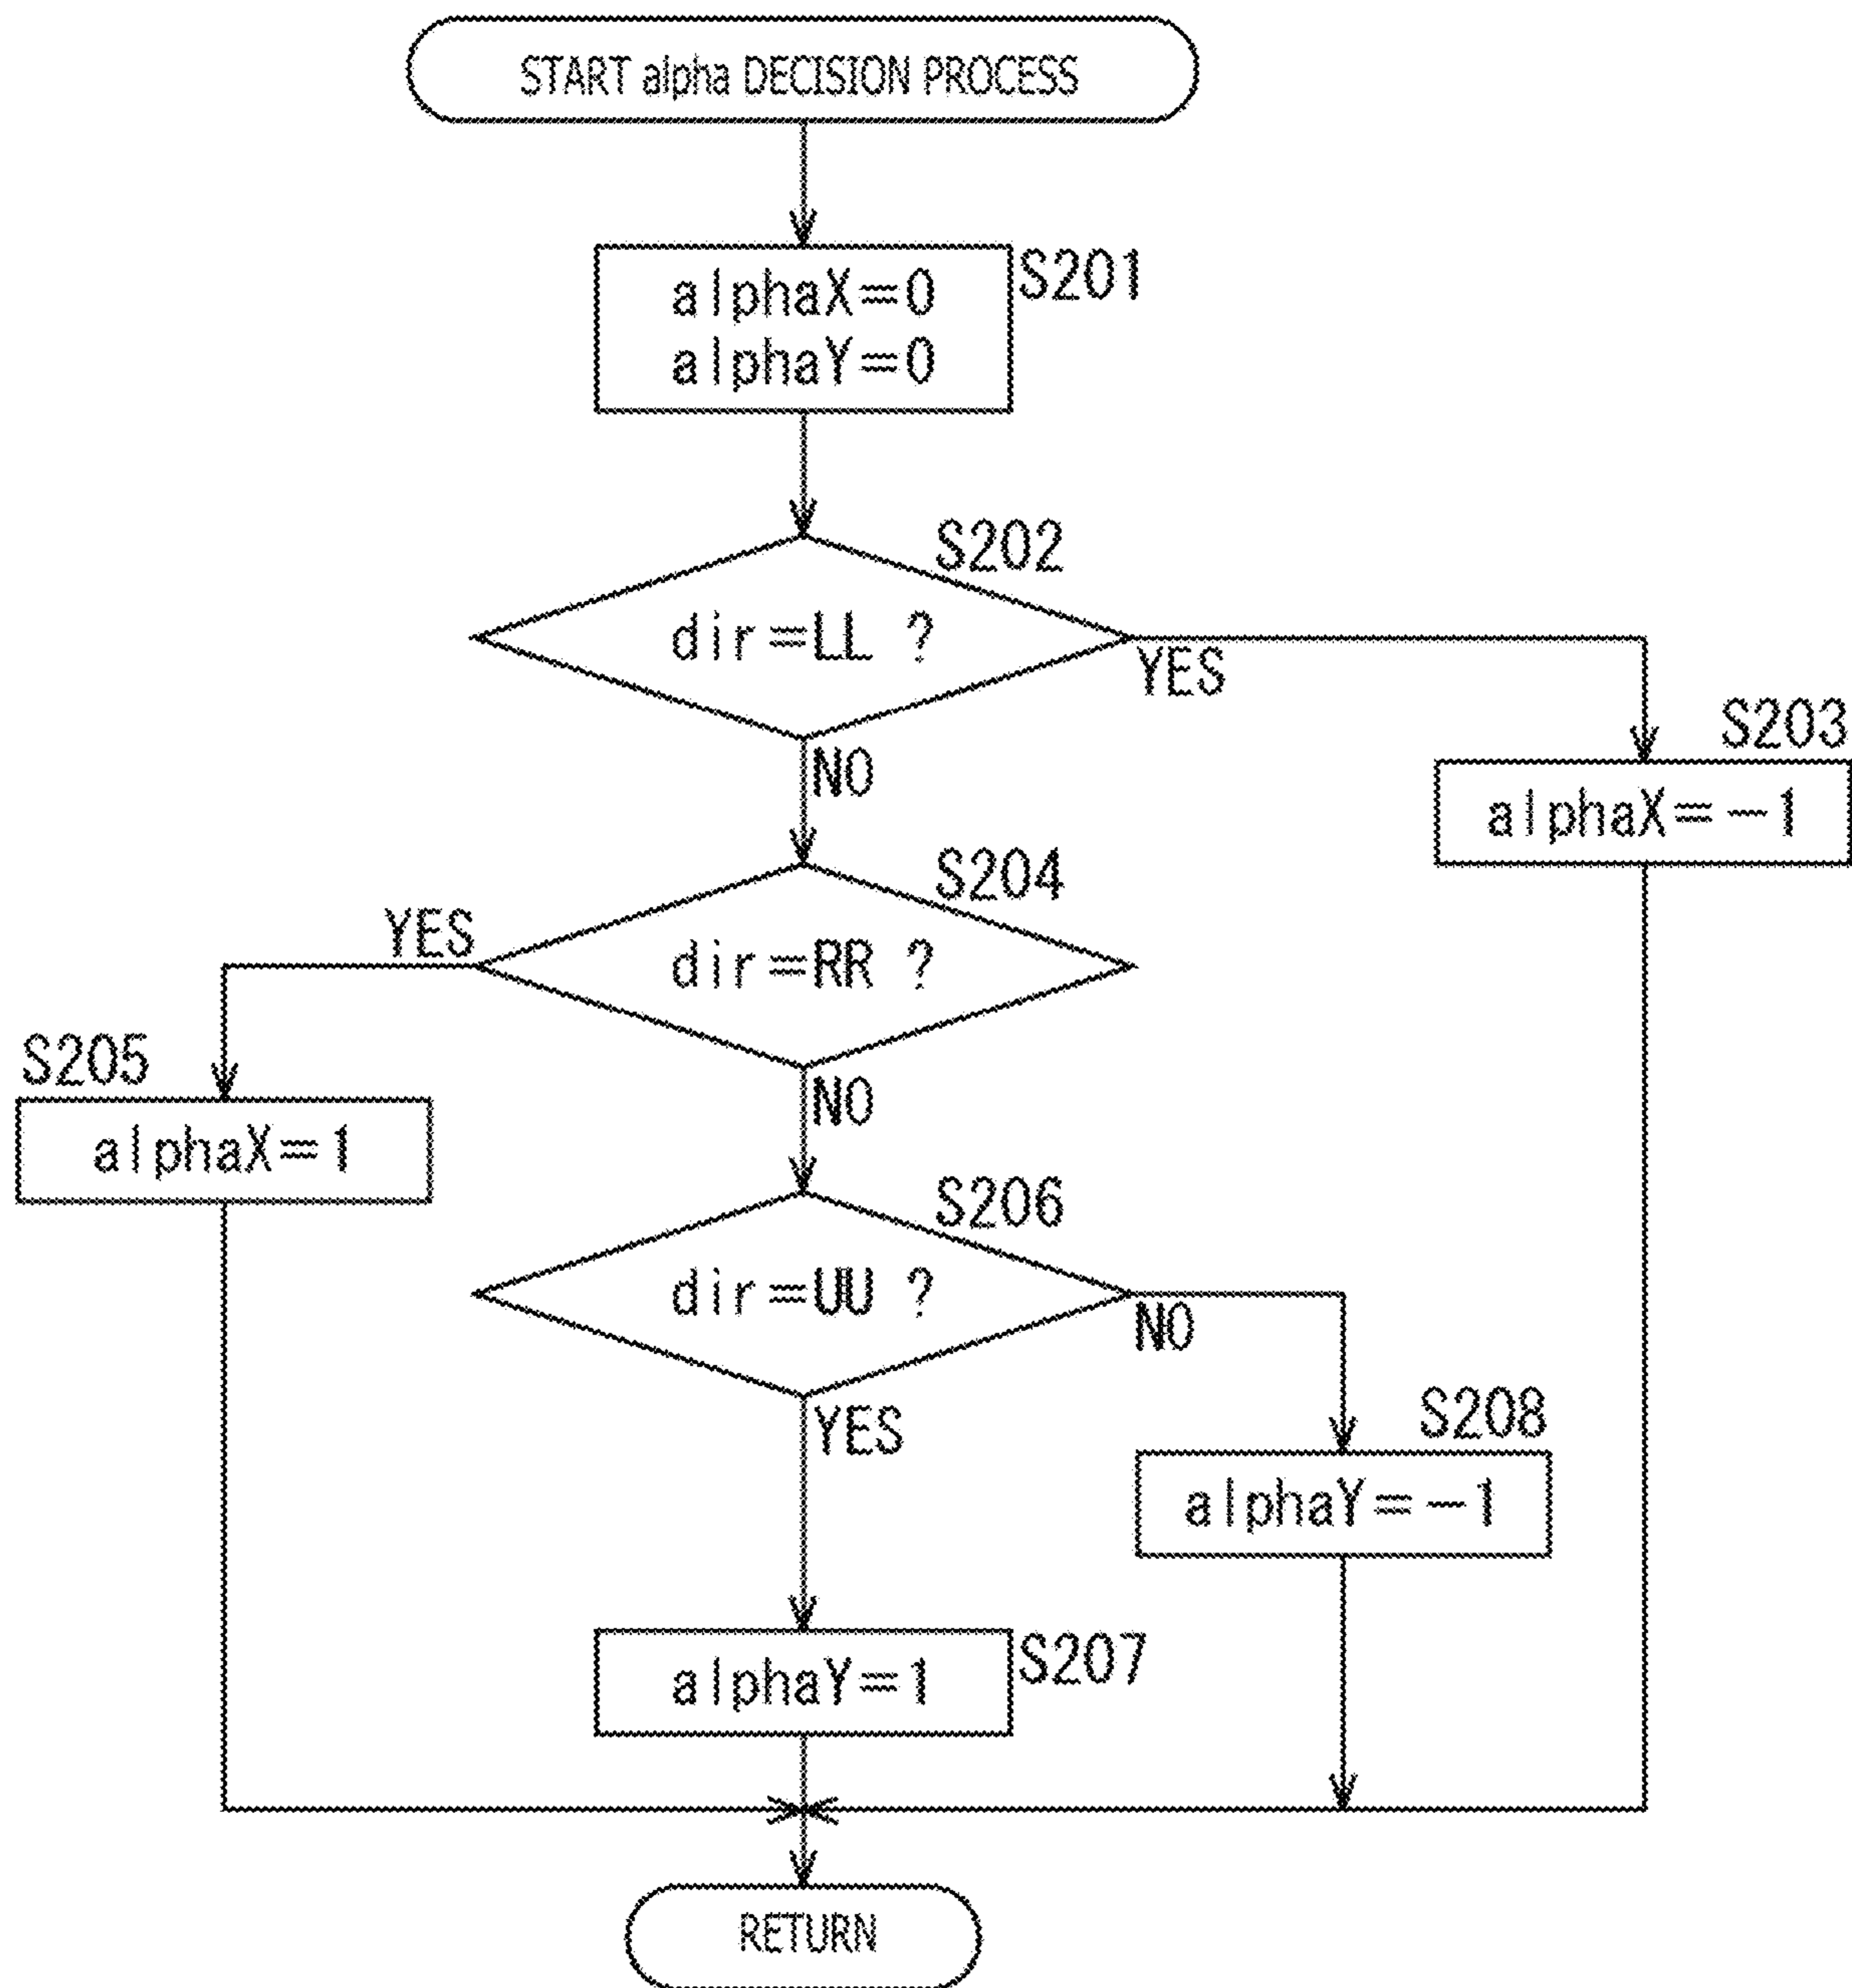 START alpha DECISION PROCESS
S201
alphaX=0
alphaY=0
S202
dir=LL ?
YES
NO
S203
alphaX=-1
S204
YES
dir=RR ?
NO
S205
alphaX=1
S206
dir=UU ?
NO
YES
S208
alphaY=-1
S207
alphaY=1
RETURN